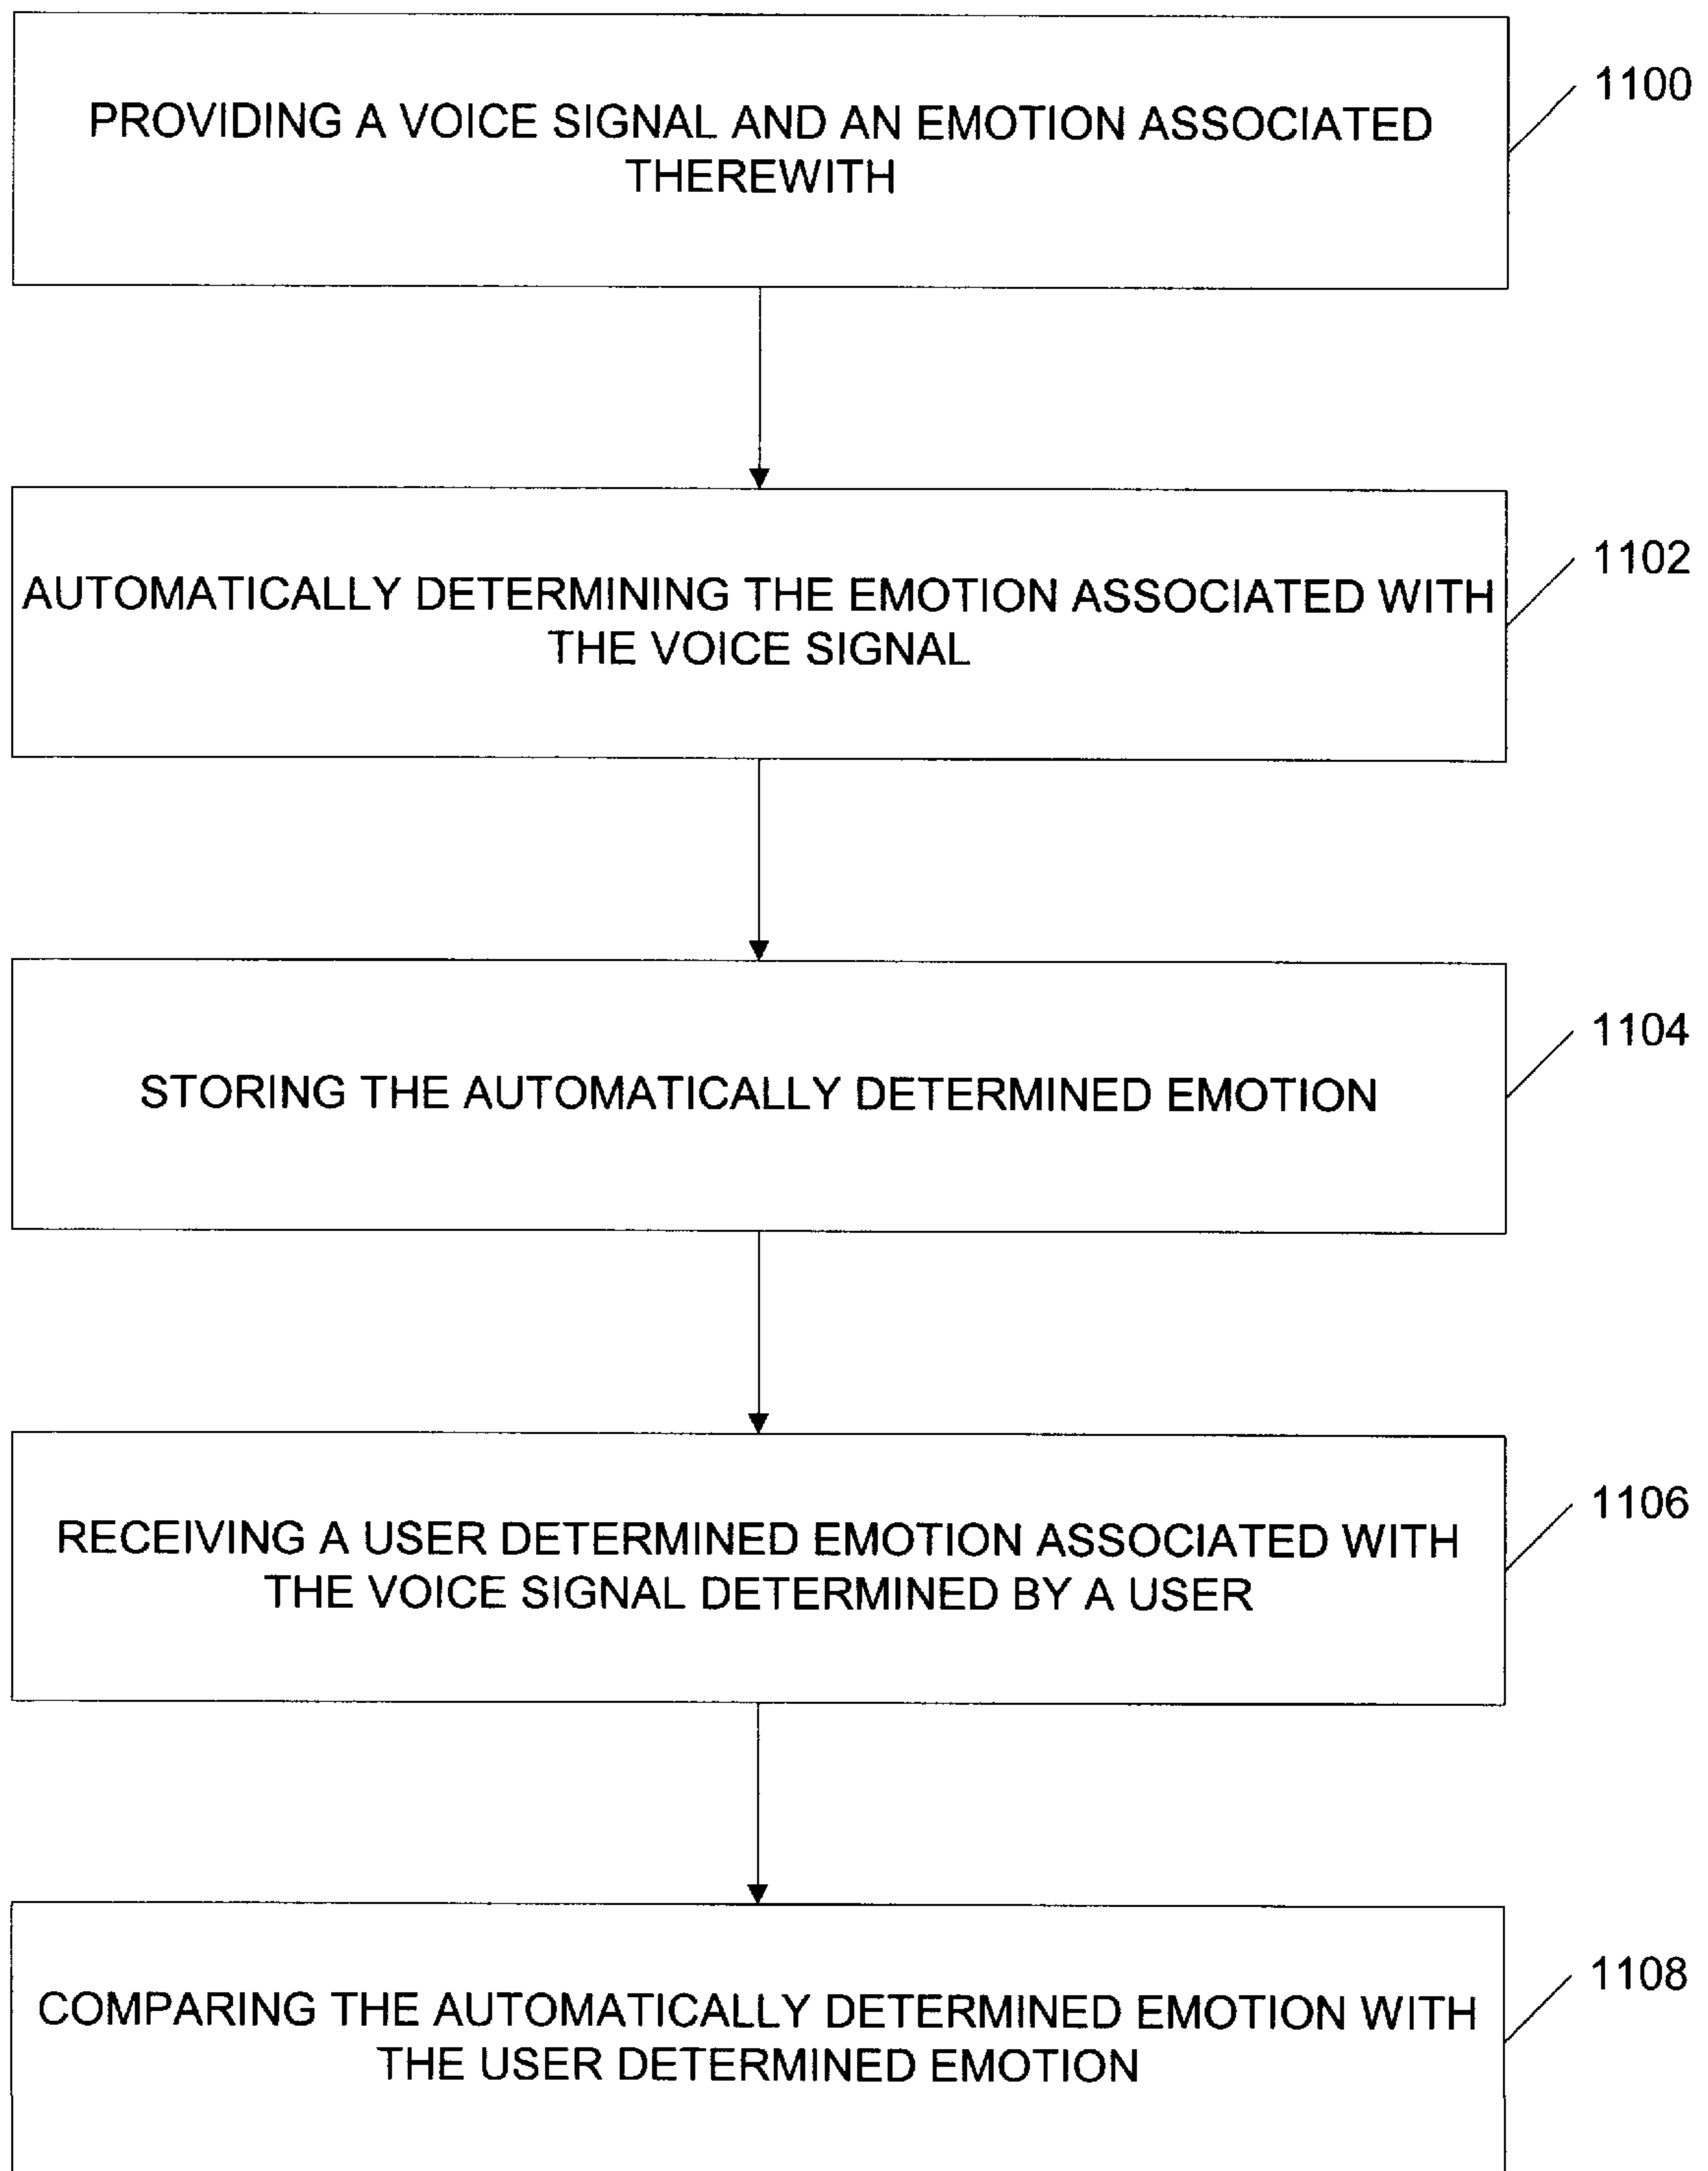 PROVIDING A VOICE SIGNAL AND AN EMOTION ASSOCIATED
THEREWITH
1100
AUTOMATICALLY DETERMINING THE EMOTION ASSOCIATED WITH
THE VOICE SIGNAL
1102
STORING THE AUTOMATICALLY DETERMINED EMOTION
1104
RECEIVING A USER DETERMINED EMOTION ASSOCIATED WITH
THE VOICE SIGNAL DETERMINED BY A USER
1106
COMPARING THE AUTOMATICALLY DETERMINED EMOTION WITH
THE USER DETERMINED EMOTION
1108